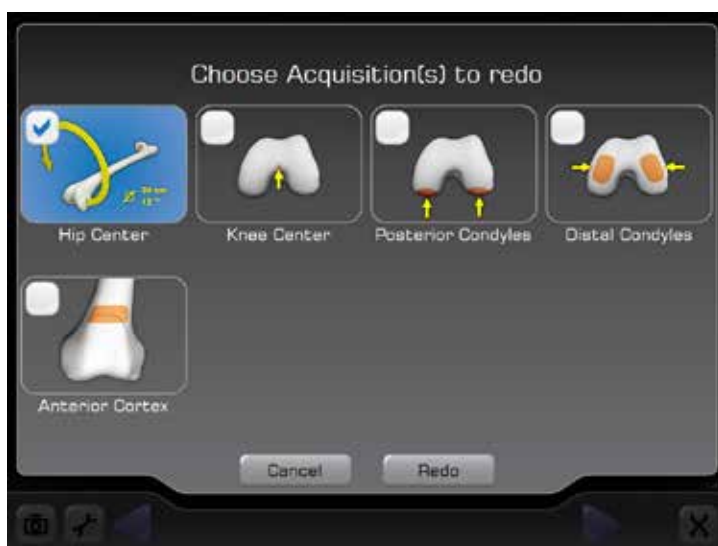 Choose Acquisition(s) to redo
Hip Center
Knee Center
Posterior Condyles
Distal Condyles
Anterior Cortex
Cancel
Redo